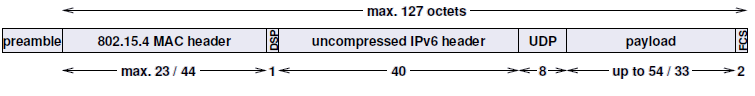 max. 127 octets
preamble 802.15.4 MAC header DSP uncompressed IPv6 header UDP payload FCS
max. 23 / 44 1 40 8 up to 54 / 33 2